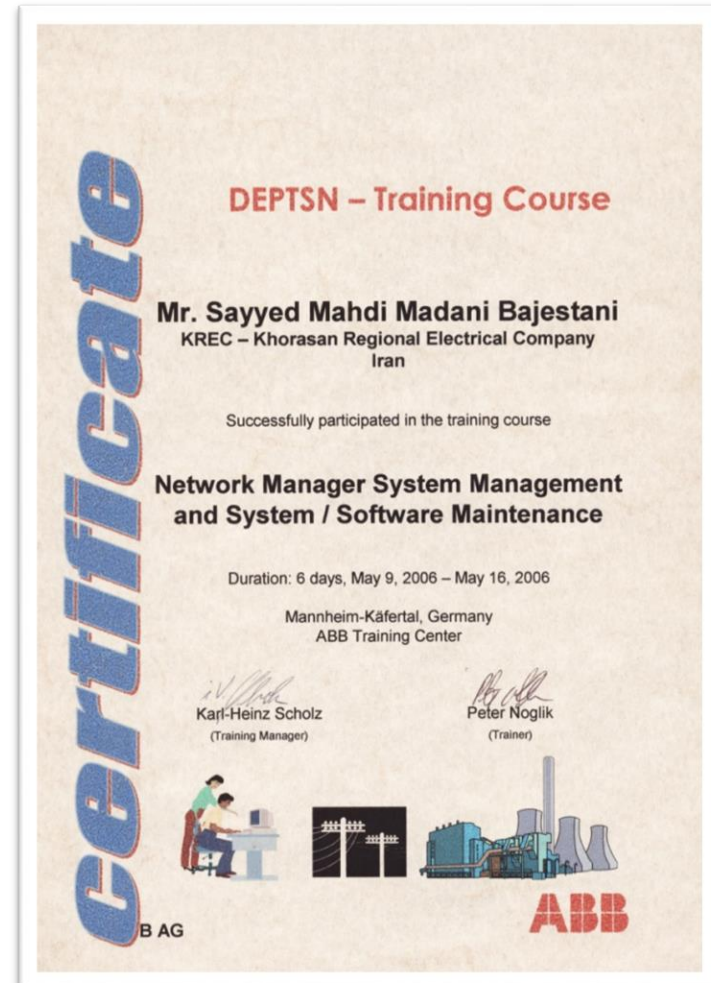 certificate
DEPTSN – Training Course
Mr. Sayyed Mahdi Madani Bajestani
KREC – Khorasan Regional Electrical Company
Iran
Successfully participated in the training course
Network Manager System Management
and System / Software Maintenance
Duration: 6 days, May 9, 2006 – May 16, 2006
Mannheim-Käfertal, Germany
ABB Training Center
Karl-Heinz Scholz
(Training Manager)
Peter Noglik
(Trainer)
ABB
B AG